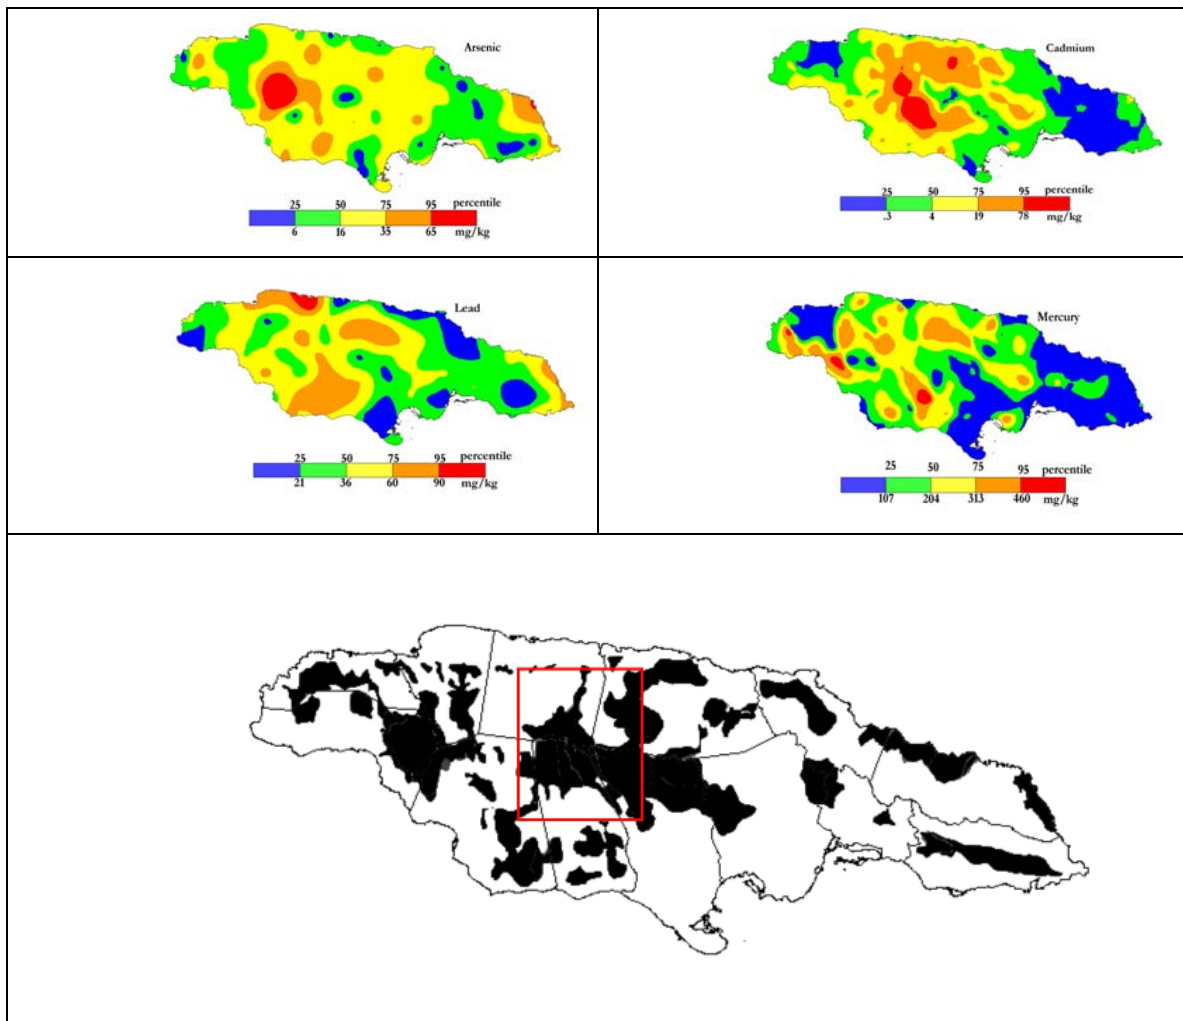 Arsenic
25 50 75 95 percentile
6 16 35 65 mg/kg
Cadmium
25 50 75 95 percentile
.3 4 19 78 mg/kg
Lead
25 50 75 95 percentile
21 36 60 90 mg/kg
Mercury
25 50 75 95 percentile
107 204 313 460 mg/kg